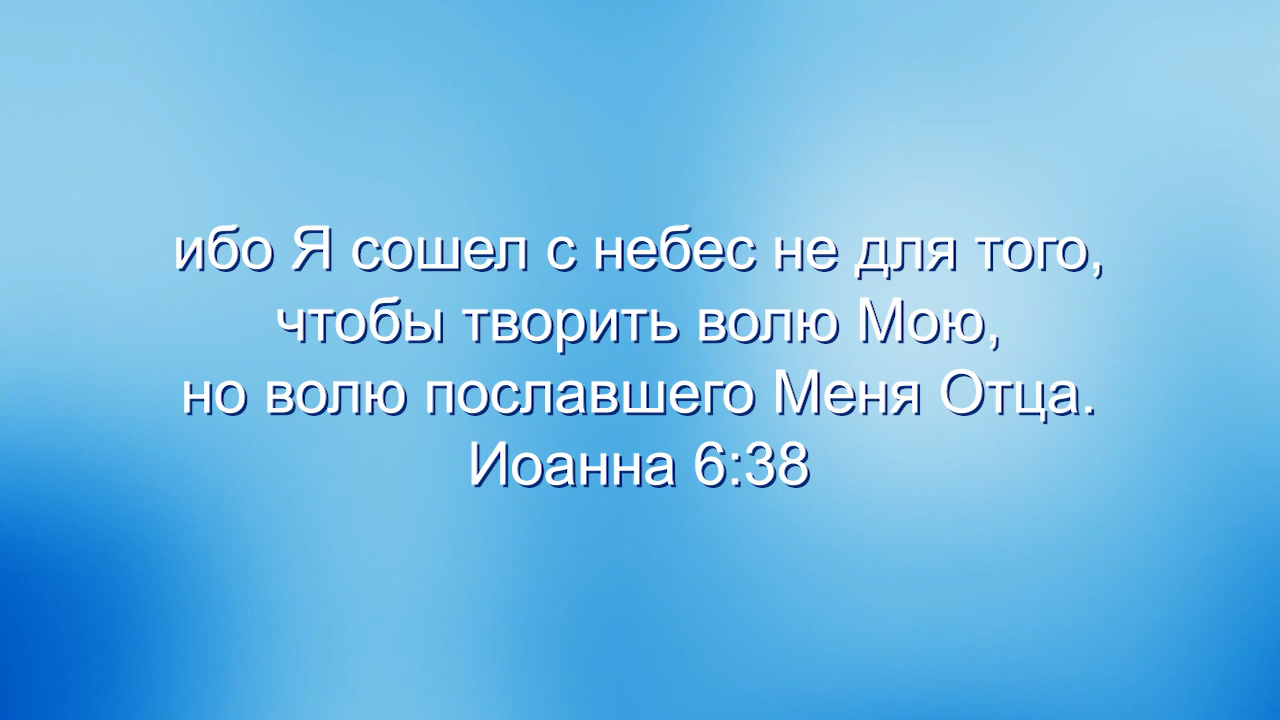 ибо Я сошел с небес не для того,
чтобы творить волю Мою,
но волю пославшего Меня Отца.
Иоанна 6:38